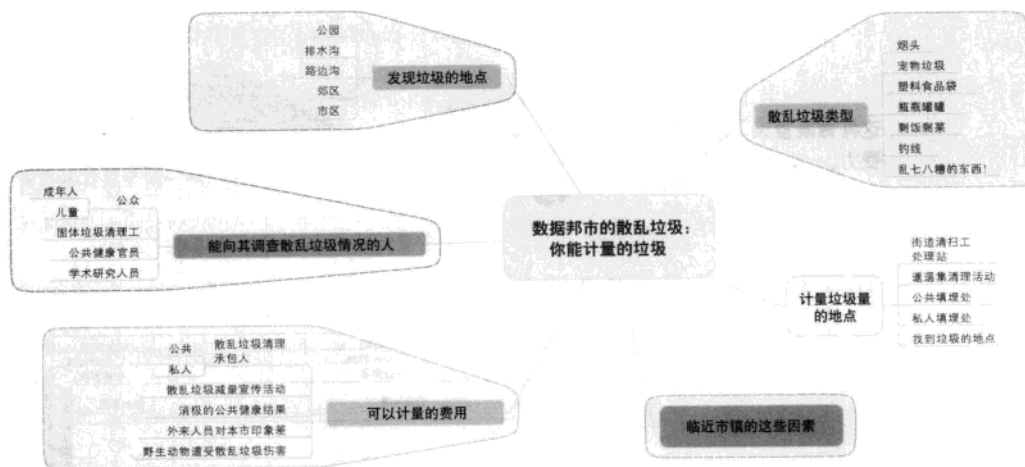 公园
排水沟
路边沟
郊区
市区
发现垃圾的地点
烟头
宠物垃圾
塑料食品袋
瓶瓶罐罐
剩饭剩菜
钓线
乱七八糟的东西!
散乱垃圾类型
成年人
儿童
公众
固体垃圾清理工
公共健康官员
学术研究人员
能向其调查散乱垃圾情况的人
数据邦市的散乱垃圾:
你能计量的垃圾
街道清扫工
处理站
邋遢集清理活动
公共填埋处
私人填埋处
找到垃圾的地点
计量垃圾量
的地点
公共
私人
散乱垃圾清理
承包人
散乱垃圾减量宣传活动
消极的公共健康结果
外来人员对本市印象差
野生动物遭受散乱垃圾伤害
可以计量的费用
临近市镇的这些因素